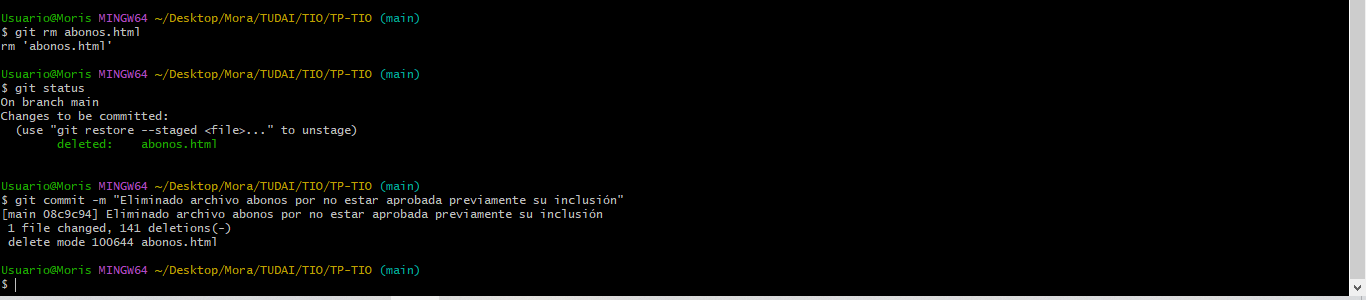 Usuario@Moris MINGW64 ~/Desktop/Mora/TUDAI/TIO/TP-TIO (main)
$ git rm abonos.html
rm 'abonos.html'
Usuario@Moris MINGW64 ~/Desktop/Mora/TUDAI/TIO/TP-TIO (main)
$ git status
On branch main
Changes to be committed:
  (use "git restore --staged <file>..." to unstage)
        deleted:    abonos.html
Usuario@Moris MINGW64 ~/Desktop/Mora/TUDAI/TIO/TP-TIO (main)
$ git commit -m "Eliminado archivo abonos por no estar aprobada previamente su inclusión"
[main 08c9c94] Eliminado archivo abonos por no estar aprobada previamente su inclusión
 1 file changed, 141 deletions(-)
 delete mode 100644 abonos.html
Usuario@Moris MINGW64 ~/Desktop/Mora/TUDAI/TIO/TP-TIO (main)
$